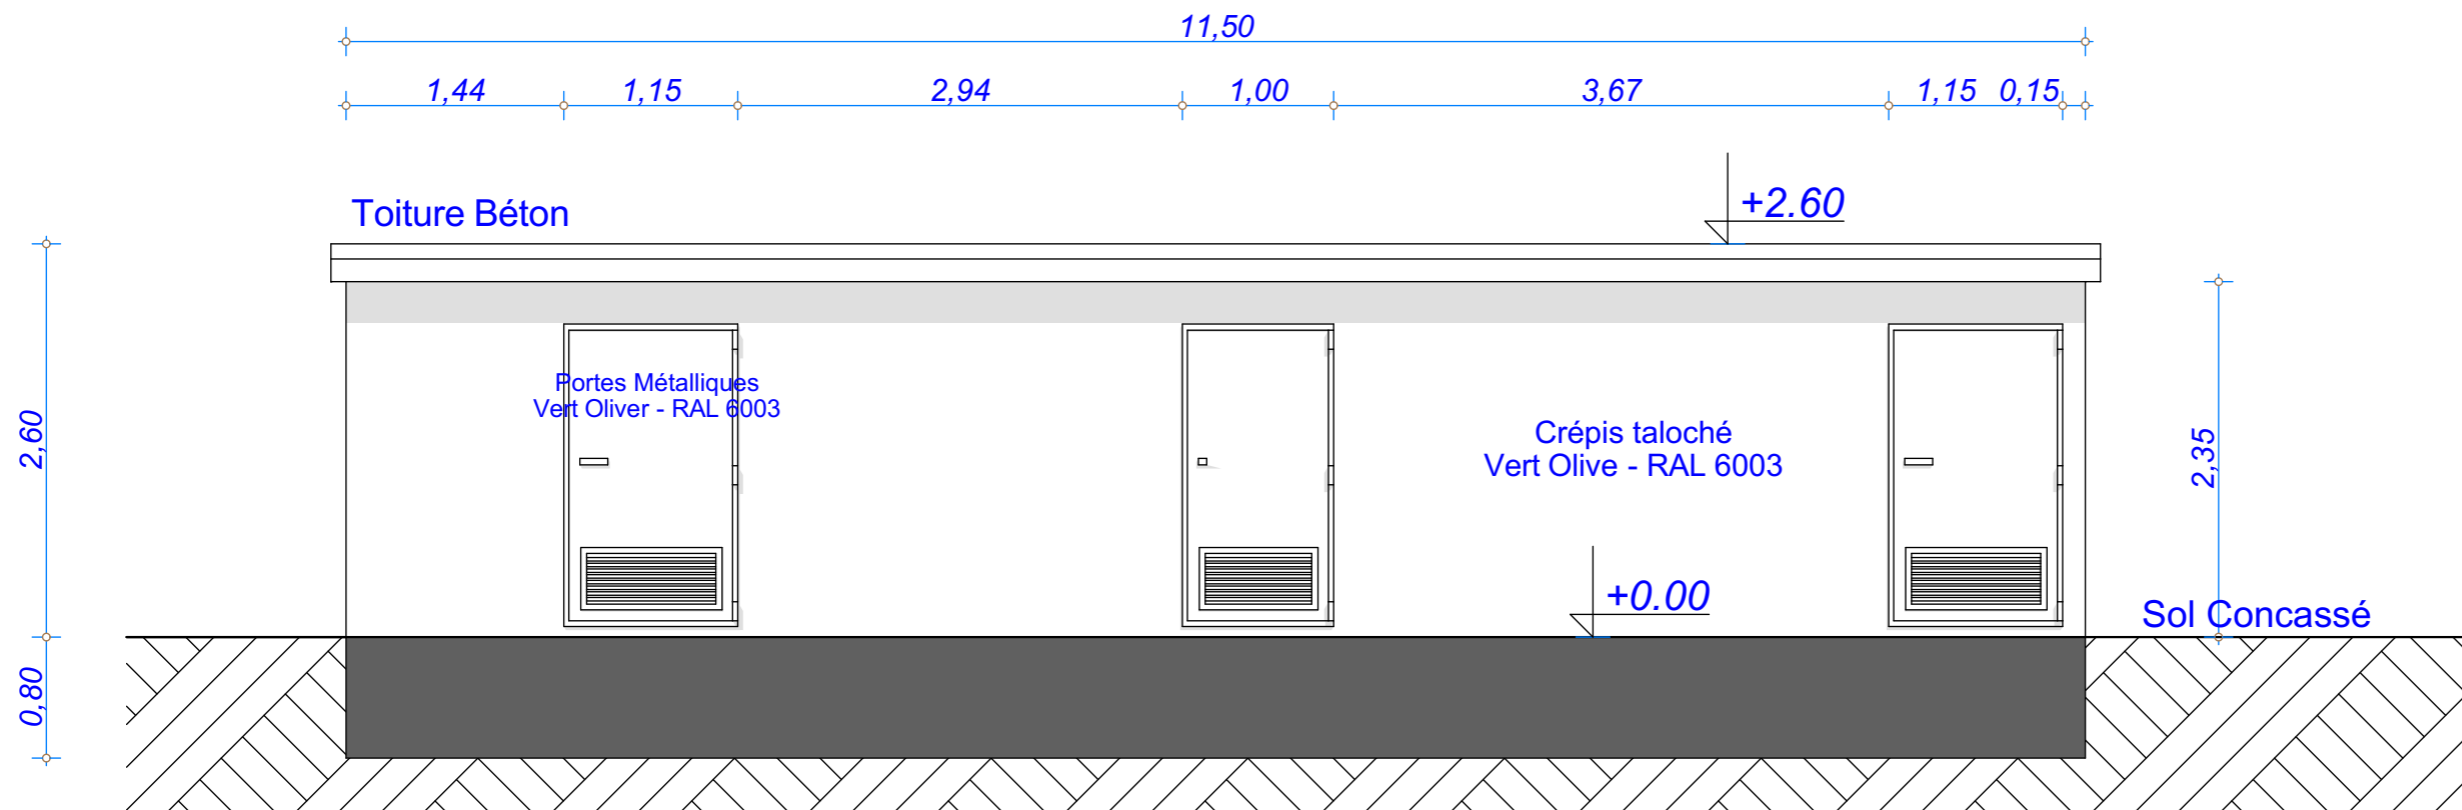 11,50
1,44 1,15 2,94 1,00 3,67 1,15 0,15
+2.60
Toiture Béton
Portes Métalliques
Vert Oliver - RAL 6003
Crépis taloché
Vert Olive - RAL 6003
2,60
2,35
+0.00
Sol Concassé
0,80